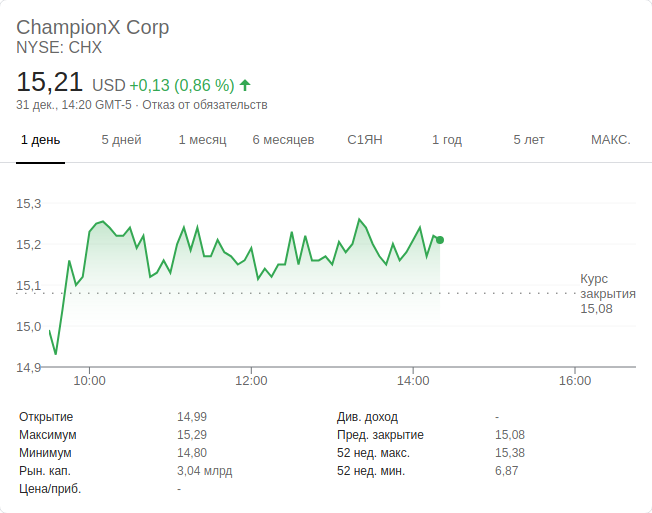 ChampionX Corp
NYSE: CHX
15,21 USD +0,13 (0,86 %)
31 дек., 14:20 GMT-5 · Отказ от обязательств
1 день 5 дней 1 месяц 6 месяцев С1ЯН 1 год 5 лет МАКС.
15,3
15,2
15,1
15,0
14,9
Курс
закрытия
15,08
10:00 12:00 14:00 16:00
Открытие 14,99 Див. доход -
Максимум 15,29 Пред. закрытие 15,08
Минимум 14,80 52 нед. макс. 15,38
Рын. кап. 3,04 млрд 52 нед. мин. 6,87
Цена/приб. -